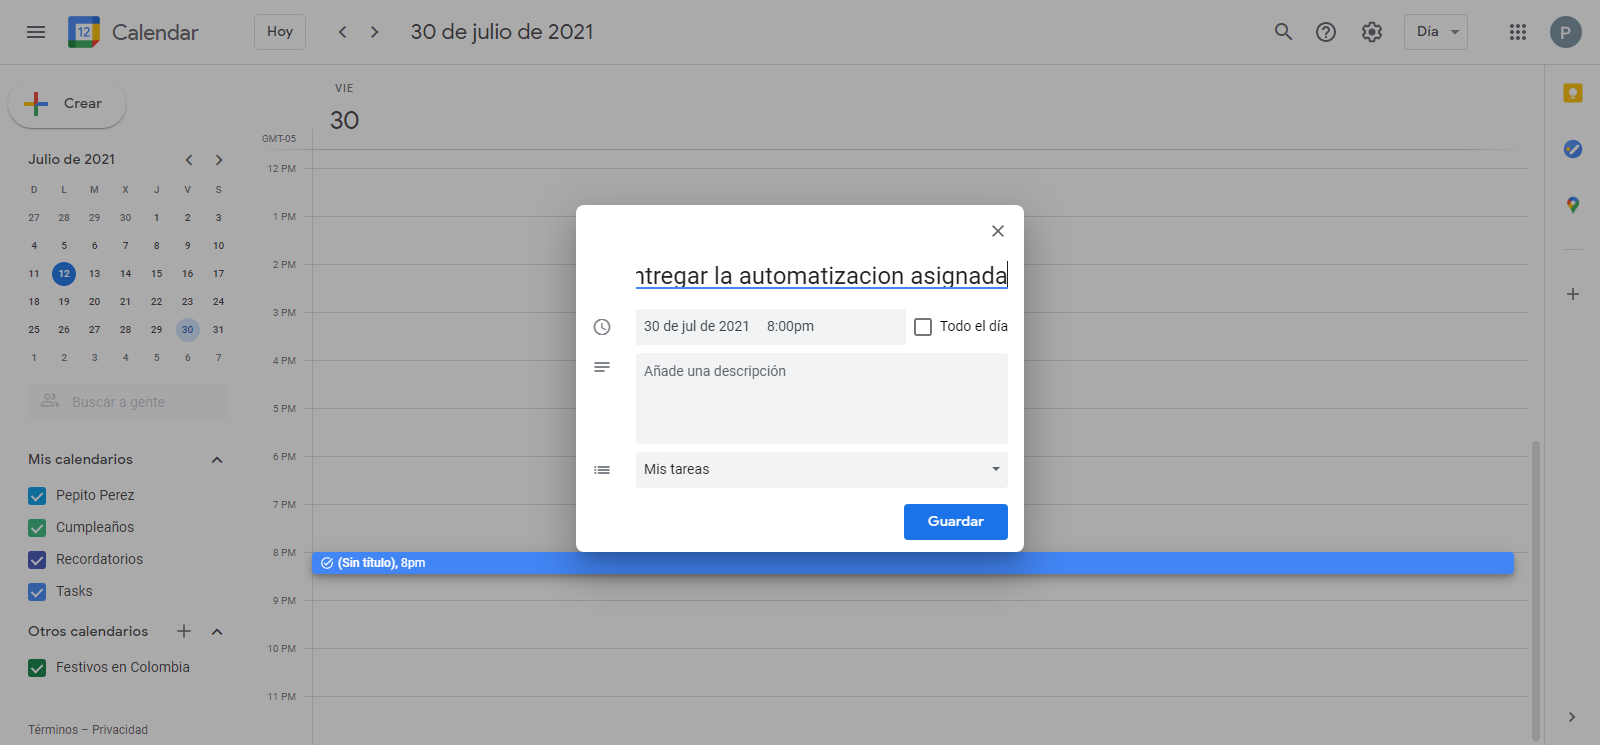 12
Calendar
Hoy
30 de julio de 2021
Día
P
Crear
VIE
30
GMT-05
Julio de 2021
D L M X J V S
27 28 29 30 1 2 3
4 5 6 7 8 9 10
11 12 13 14 15 16 17
18 19 20 21 22 23 24
25 26 27 28 29 30 31
1 2 3 4 5 6 7
Buscar a gente
Mis calendarios
Pepito Perez
Cumpleaños
Recordatorios
Tasks
Otros calendarios
Festivos en Colombia
Términos – Privacidad
12 PM
1 PM
2 PM
3 PM
4 PM
5 PM
6 PM
7 PM
8 PM
(Sin título), 8pm
9 PM
10 PM
11 PM
ntregar la automatizacion asignada
30 de jul de 2021 8:00pm
Todo el día
Añade una descripción
Mis tareas
Guardar